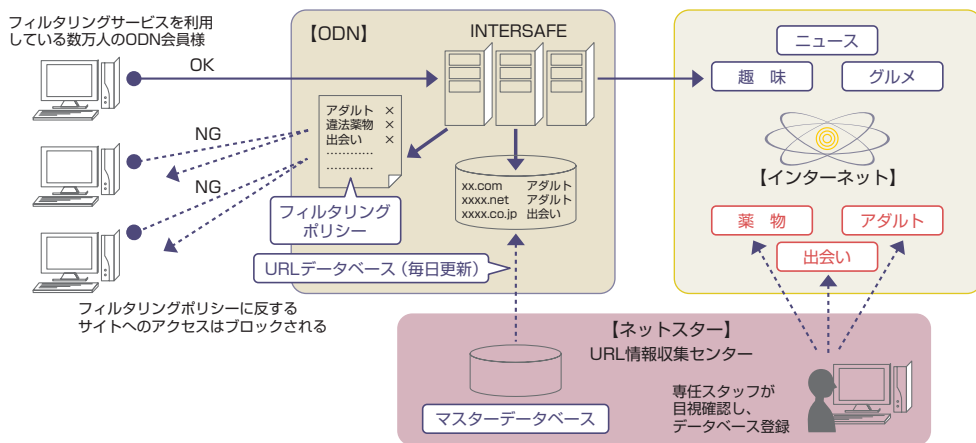 フィルタリングサービスを利用
している数万人のODN会員様
OK
NG
NG
フィルタリングポリシーに反する
サイトへのアクセスはブロックされる
【ODN】
INTERSAFE
アダルト ×
違法薬物 ×
出会い ×
…………
…………
フィルタリング
ポリシー
xx.com アダルト
xxxx.net アダルト
xxxx.co.jp 出会い
URLデータベース（毎日更新）
ニュース
趣 味
グルメ
【インターネット】
薬 物
アダルト
出会い
【ネットスター】
URL情報収集センター
マスターデータベース
専任スタッフが
目視確認し、
データベース登録